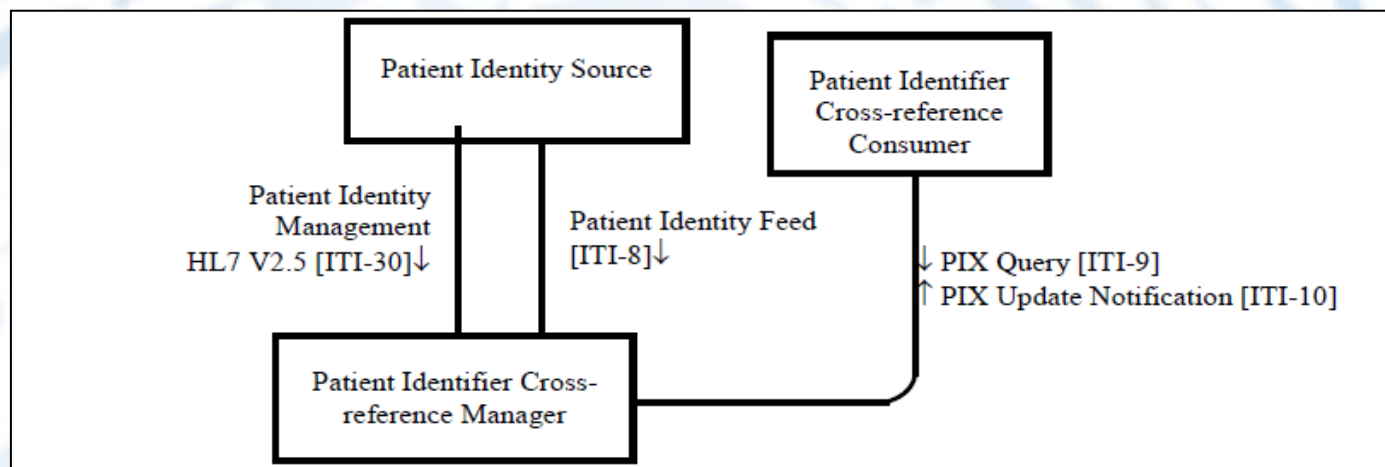 Patient Identity Source
Patient Identifier
Cross-reference
Consumer
Patient Identity
Management
HL7 V2.5 [ITI-30]↓
Patient Identity Feed
[ITI-8]↓
↓ PIX Query [ITI-9]
↑ PIX Update Notification [ITI-10]
Patient Identifier Cross-
reference Manager